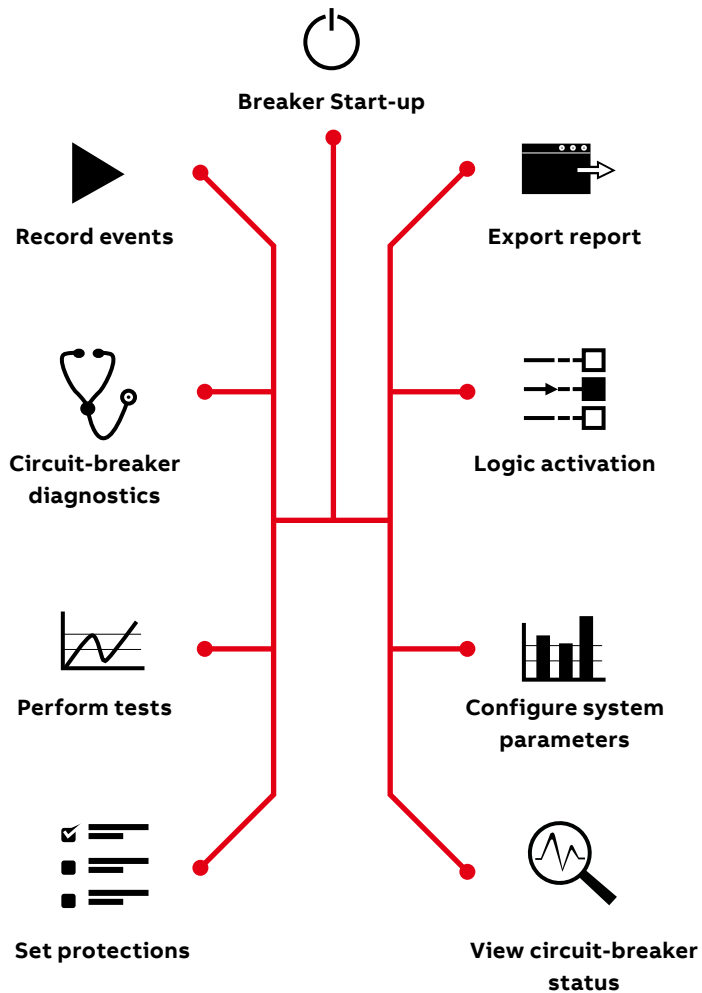 Breaker Start-up
Record events
Export report
Circuit-breaker
diagnostics
Logic activation
Perform tests
Configure system
parameters
Set protections
View circuit-breaker
status